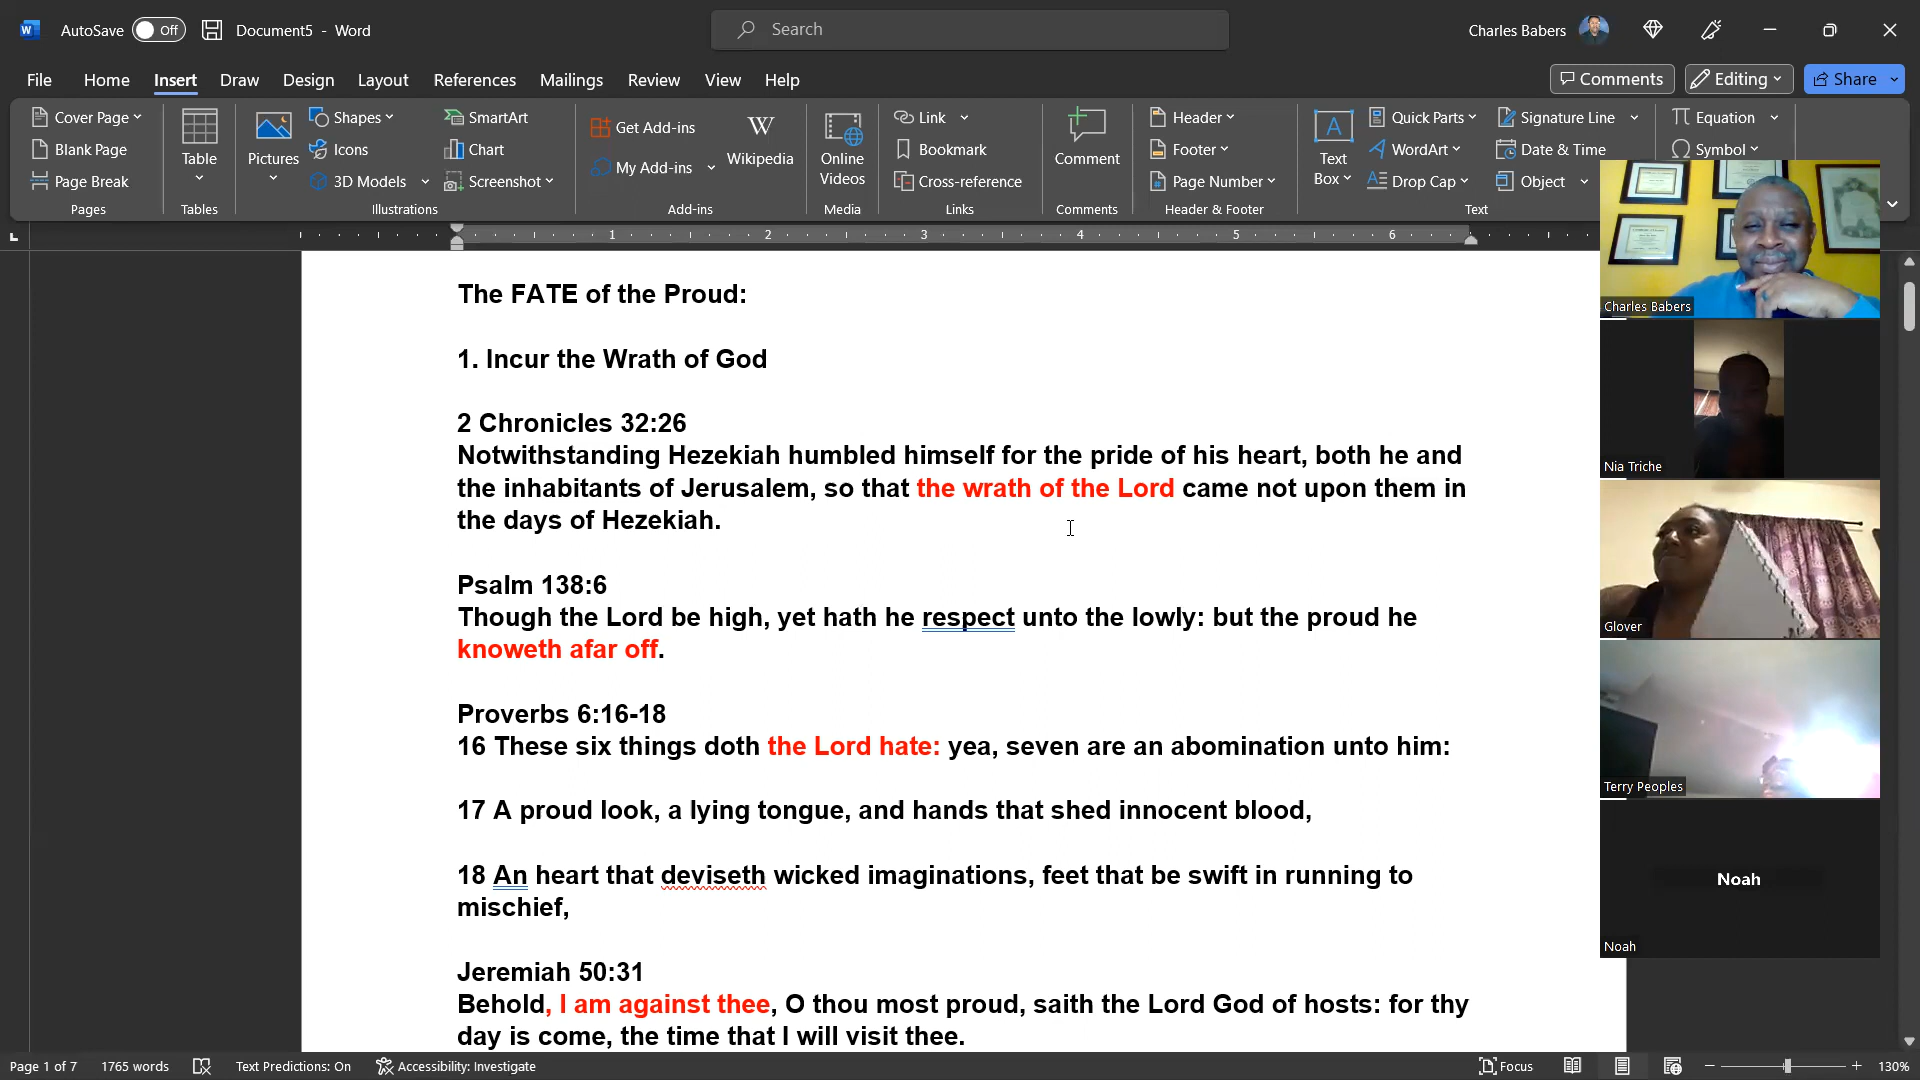 AutoSave Off Document5 - Word Search Charles Babers
File Home Insert Draw Design Layout References Mailings Review View Help Comments Editing Share
Cover Page
Blank Page
Page Break
Pages
Table
Tables
Pictures
Shapes
Icons
3D Models
SmartArt
Chart
Screenshot
Illustrations
Get Add-ins
My Add-ins
Wikipedia
Add-ins
Online
Videos
Media
Link
Bookmark
Cross-reference
Links
Comment
Comments
Header
Footer
Page Number
Header & Footer
Text
Box
Quick Parts
WordArt
Drop Cap
Signature Line
Date & Time
Object
Text
Equation
Symbol
1 2 3 4 5 6
The FATE of the Proud:
1. Incur the Wrath of God
2 Chronicles 32:26
Notwithstanding Hezekiah humbled himself for the pride of his heart, both he and
the inhabitants of Jerusalem, so that the wrath of the Lord came not upon them in
the days of Hezekiah.
Psalm 138:6
Though the Lord be high, yet hath he respect unto the lowly: but the proud he
knoweth afar off.
Proverbs 6:16-18
16 These six things doth the Lord hate: yea, seven are an abomination unto him:
17 A proud look, a lying tongue, and hands that shed innocent blood,
18 An heart that deviseth wicked imaginations, feet that be swift in running to
mischief,
Jeremiah 50:31
Behold, I am against thee, O thou most proud, saith the Lord God of hosts: for thy
day is come, the time that I will visit thee.
Charles Babers
Nia Triche
Glover
Terry Peoples
Noah
Noah
Page 1 of 7 1765 words Text Predictions: On Accessibility: Investigate Focus 130%